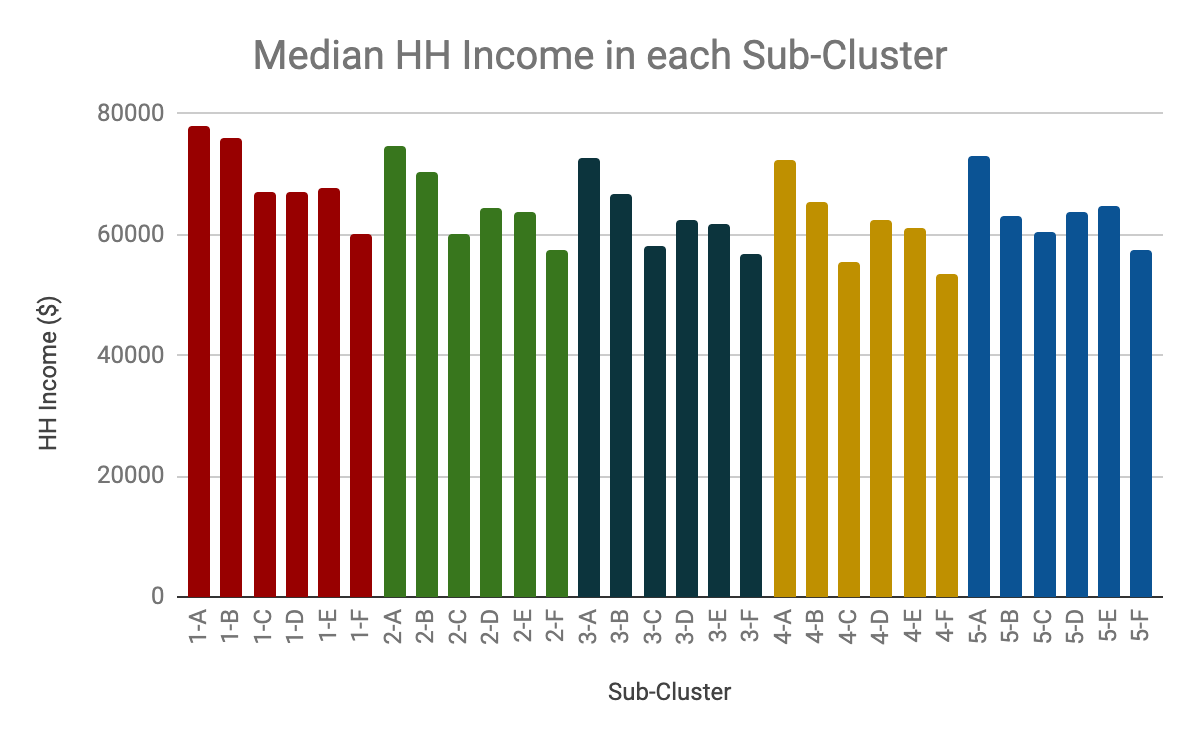 Median HH Income in each Sub-Cluster
80000
60000
40000
20000
0
HH Income ($)
1-A 1-B 1-C 1-D 1-E 1-F 2-A 2-B 2-C 2-D 2-E 2-F 3-A 3-B 3-C 3-D 3-E 3-F 4-A 4-B 4-C 4-D 4-E 4-F 5-A 5-B 5-C 5-D 5-E 5-F
Sub-Cluster